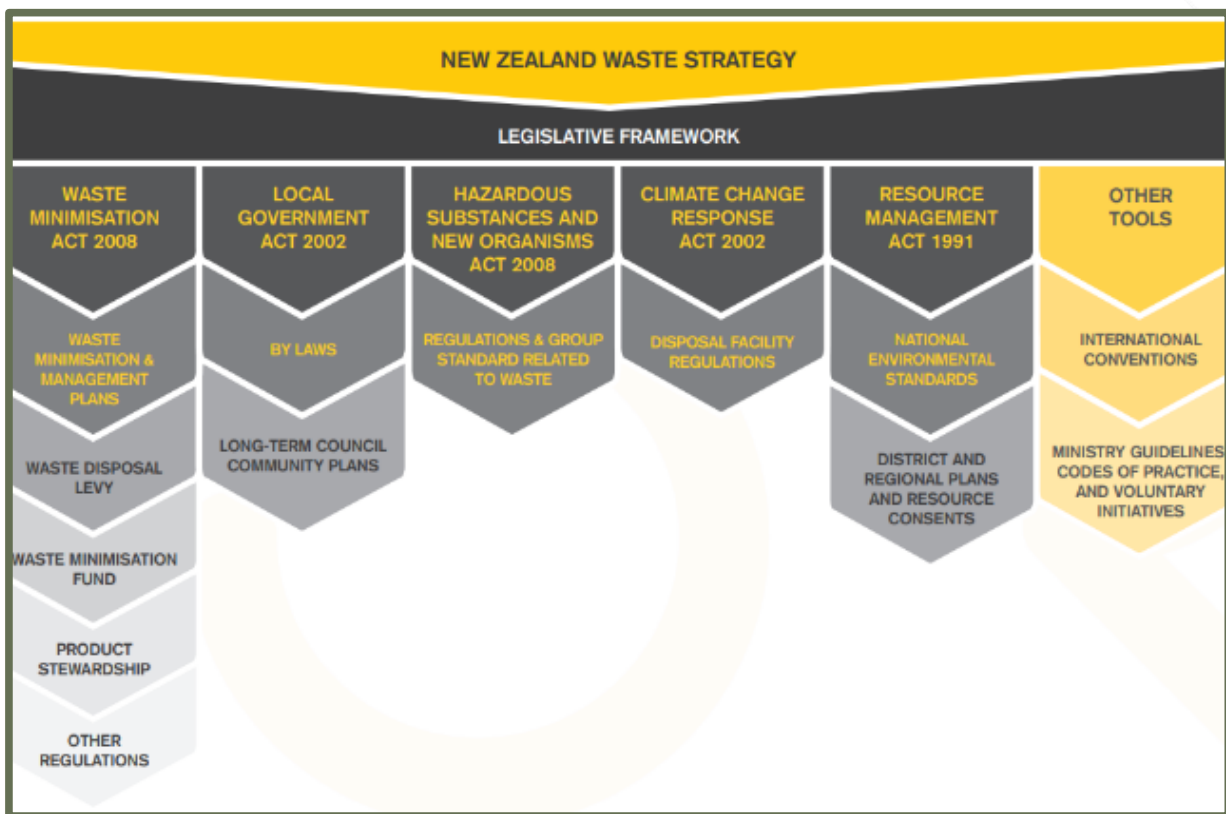 NEW ZEALAND WASTE STRATEGY
LEGISLATIVE FRAMEWORK
WASTE
MINIMISATION
ACT 2008
WASTE
MINIMISATION &
MANAGEMENT
PLANS
WASTE DISPOSAL
LEVY
WASTE MINIMISATION
FUND
PRODUCT
STEWARDSHIP
OTHER
REGULATIONS
LOCAL
GOVERNMENT
ACT 2002
BY LAWS
LONG-TERM COUNCIL
COMMUNITY PLANS
HAZARDOUS
SUBSTANCES AND
NEW ORGANISMS
ACT 2008
REGULATIONS & GROUP
STANDARD RELATED
TO WASTE
CLIMATE CHANGE
RESPONSE
ACT 2002
DISPOSAL FACILITY
REGULATIONS
RESOURCE
MANAGEMENT
ACT 1991
NATIONAL
ENVIRONMENTAL
STANDARDS
DISTRICT AND
REGIONAL PLANS
AND RESOURCE
CONSENTS
OTHER
TOOLS
INTERNATIONAL
CONVENTIONS
MINISTRY GUIDELINES,
CODES OF PRACTICE,
AND VOLUNTARY
INITIATIVES